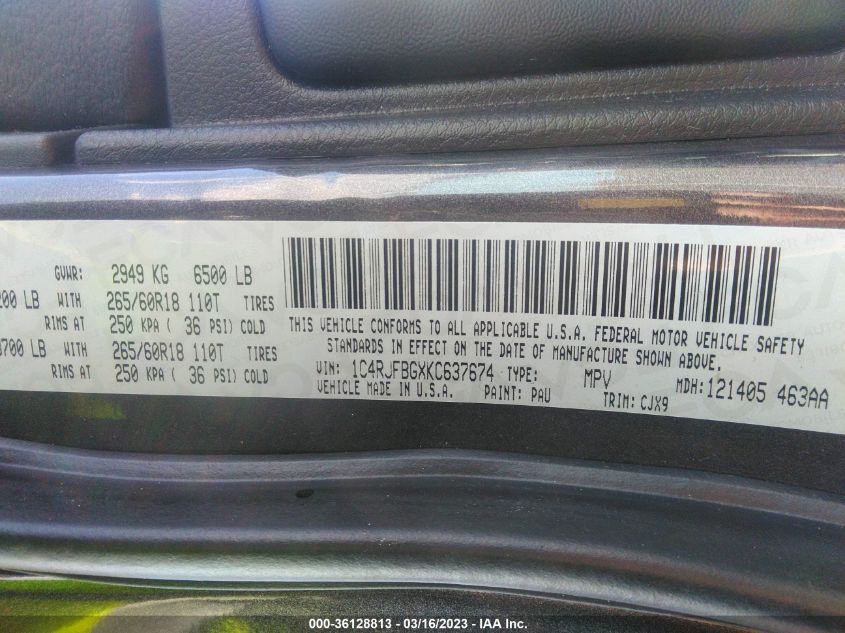 GVWR: 2949 KG 6500 LB
200 LB WITH 265/60R18 110T TIRES
RIMS AT 250 KPA ( 36 PSI) COLD
700 LB WITH 265/60R18 110T TIRES
RIMS AT 250 KPA ( 36 PSI) COLD
THIS VEHICLE CONFORMS TO ALL APPLICABLE U.S.A. FEDERAL MOTOR VEHICLE SAFETY
STANDARDS IN EFFECT ON THE DATE OF MANUFACTURE SHOWN ABOVE.
VIN: 1C4RJFBGXKC637674 TYPE: MPV MDH:121405 463AA
VEHICLE MADE IN U.S.A. PAINT: PAU TRIM: CJX9
000-36128813 - 03/16/2023 - IAA Inc.